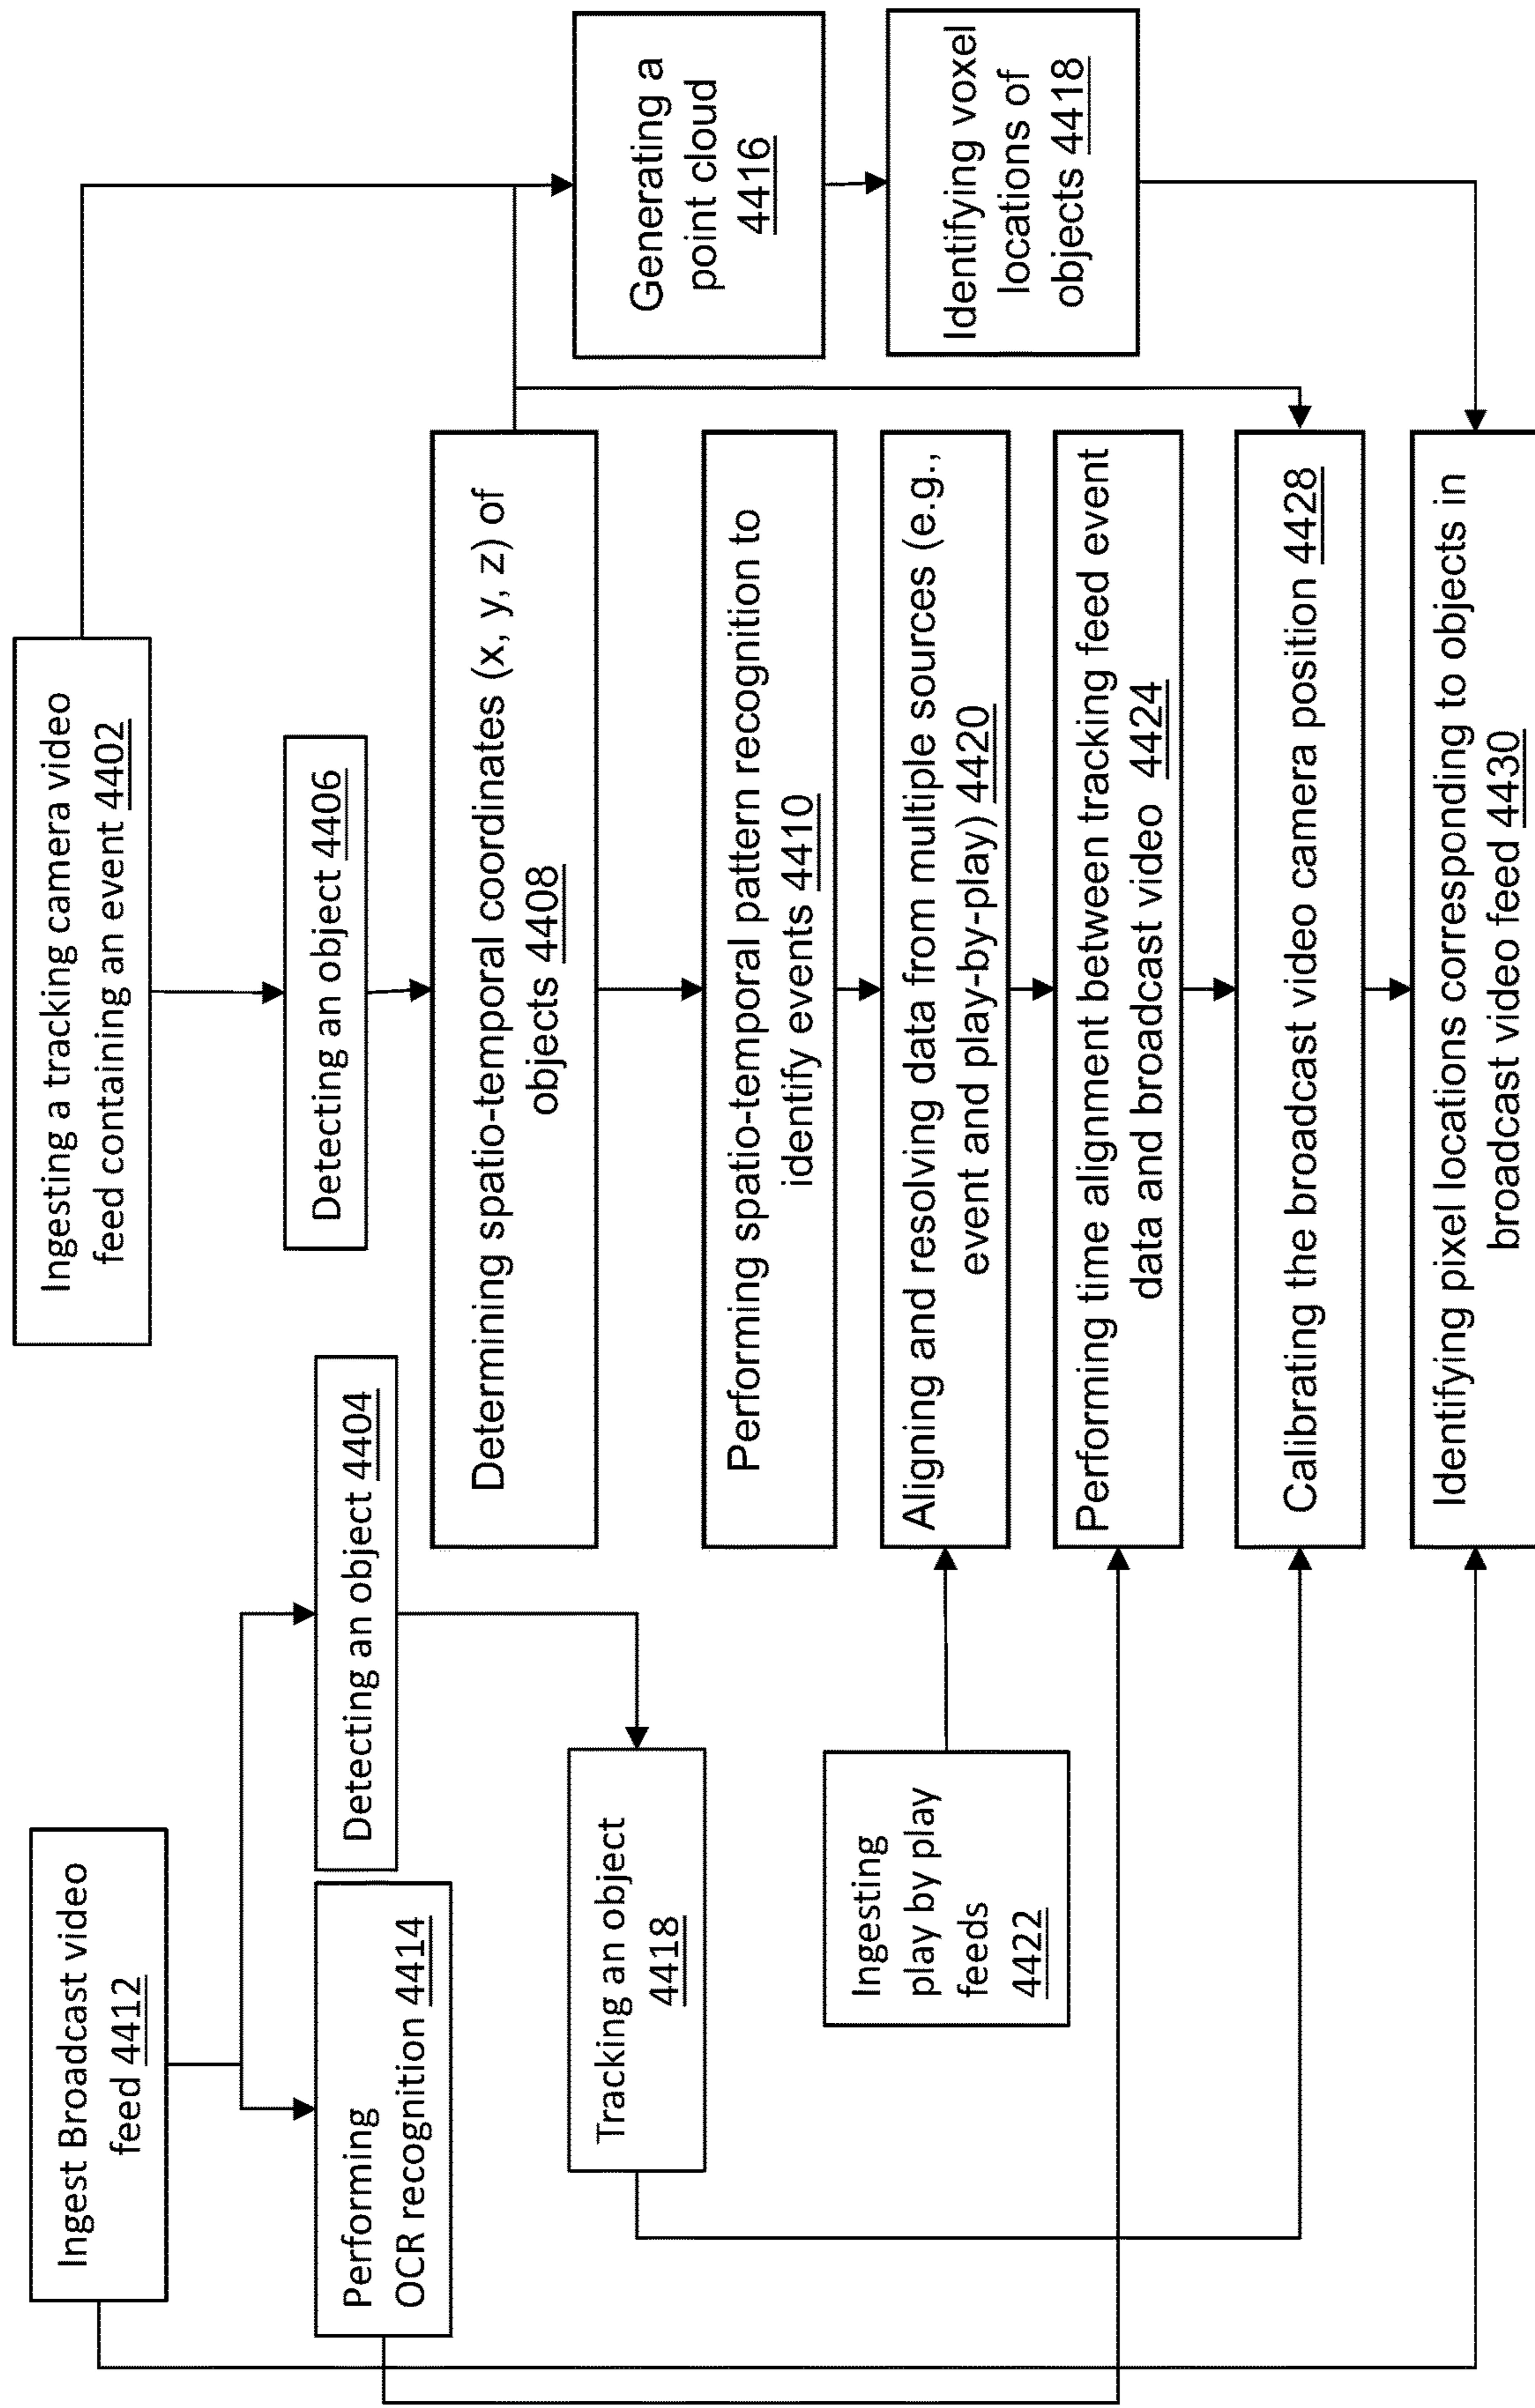 Ingest Broadcast video
feed 4412
Ingesting a tracking camera video
feed containing an event 4402
Performing
OCR recognition 4414
Detecting an object 4404
Detecting an object 4406
Determining spatio-temporal coordinates (x, y, z) of
objects 4408
Generating a
point cloud
4416
Tracking an object
4418
Performing spatio-temporal pattern recognition to
identify events 4410
Identifying voxel
locations of
objects 4418
Ingesting
play by play
feeds
4422
Aligning and resolving data from multiple sources (e.g.,
event and play-by-play) 4420
Performing time alignment between tracking feed event
data and broadcast video 4424
Calibrating the broadcast video camera position 4428
Identifying pixel locations corresponding to objects in
broadcast video feed 4430